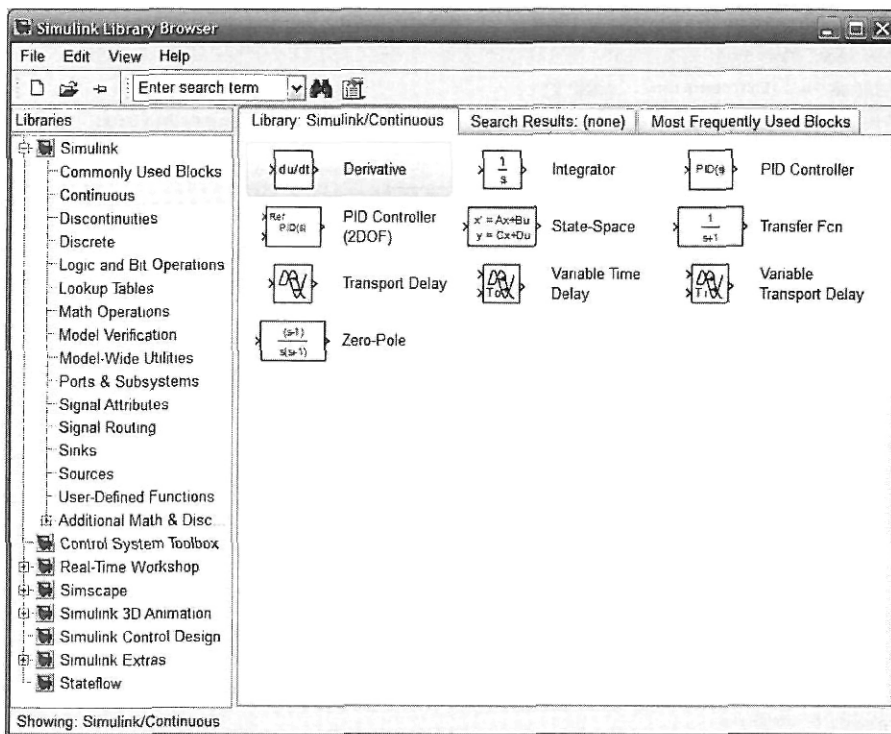 Simulink Library Browser
File Edit View Help
Enter search term
Libraries
Simulink
Commonly Used Blocks
Continuous
Discontinuities
Discrete
Logic and Bit Operations
Lookup Tables
Math Operations
Model Verification
Model-Wide Utilities
Ports & Subsystems
Signal Attributes
Signal Routing
Sinks
Sources
User-Defined Functions
Additional Math & Disc...
Control System Toolbox
Real-Time Workshop
Simscape
Simulink 3D Animation
Simulink Control Design
Simulink Extras
Stateflow
Library: Simulink/Continuous Search Results: (none) Most Frequently Used Blocks
du/dt Derivative
1
s
Integrator
PID(s) PID Controller
Ref
PID(s)
PID Controller
(2DOF)
x' = Ax+Bu
y = Cx+Du
State-Space
1
s+1
Transfer Fcn
Transport Delay
To
Variable Time
Delay
Ti
Variable
Transport Delay
(s-1)
s(s+1)
Zero-Pole
Showing: Simulink/Continuous